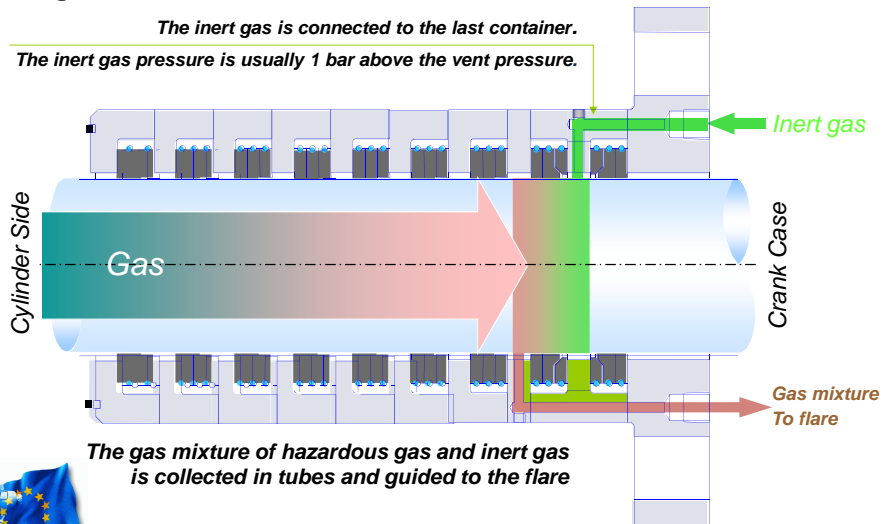 The inert gas is connected to the last container.
The inert gas pressure is usually 1 bar above the vent pressure.
Inert gas
Cylinder Side
Gas
Crank Case
Gas mixture
To flare
The gas mixture of hazardous gas and inert gas
is collected in tubes and guided to the flare